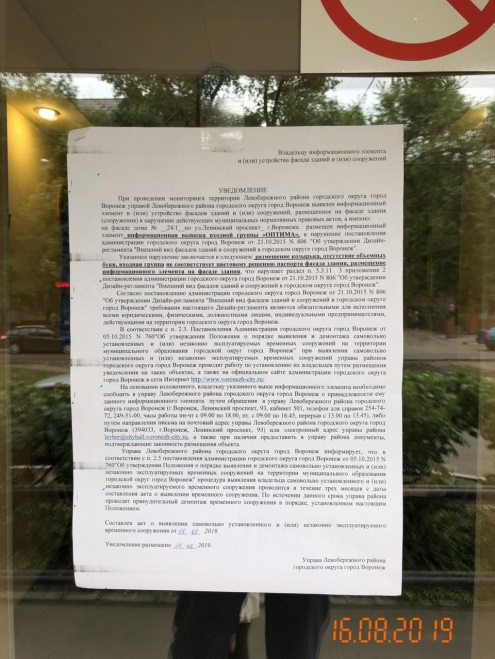 Владельцу информационного элемента
и (или) устройства фасада зданий и (или) сооружений
УВЕДОМЛЕНИЕ
При проведении мониторинга территории Левобережного района городского округа город
Воронеж управой Левобережного района городского округа город Воронеж выявлен информационный
элемент и (или) устройство фасадов зданий и (или) сооружений, размещенное на фасаде здания
(сооружения) в нарушение действующих муниципальных нормативных правовых актов, а именно:
на фасаде дома № 24/1 по ул.Ленинский проспект г.Воронежа размещен информационный
элемент информационная вывеска входной группы «ОПТИМА», в нарушение постановления
администрации городского округа город Воронеж от 21.10.2015 N 806 "Об утверждении Дизайн-
регламента "Внешний вид фасадов зданий и сооружений в городском округе город Воронеж".
Указанное нарушение заключается в следующем: размещение козырька, отсутствие объемных
букв, входная группа не соответствует цветовому решению паспорта фасада здания, размещение
информационного элемента на фасаде здания, что нарушает раздел п. 5.3.11 3 приложения 2
постановления администрации городского округа город Воронеж от 21.10.2015 N 806 "Об утверждении
Дизайн-регламента "Внешний вид фасадов зданий и сооружений в городском округе город Воронеж".
Согласно постановлению администрации городского округа город Воронеж от 21.10.2015 N 806
"Об утверждении Дизайн-регламента "Внешний вид фасадов зданий и сооружений в городском округе
город Воронеж" требования настоящего Дизайн-регламента являются обязательными для исполнения
всеми юридическими, физическими, должностными лицами, индивидуальными предпринимателями,
действующими на территории городского округа город Воронеж.
В соответствии с п. 2.3. Постановления Администрации городского округа город Воронеж от
05.10.2015 N 760"Об утверждении Положения о порядке выявления и демонтажа самовольно
установленных и (или) незаконно эксплуатируемых временных сооружений на территории
муниципального образования городской округ город Воронеж" при выявлении самовольно
установленных и (или) незаконно эксплуатируемых временных сооружений управы районов
городского округа город Воронеж проводят работу по установлению их владельцев путем размещения
уведомления на таких объектах, а также на официальном сайте администрации городского округа
город Воронеж в сети Интернет http://www.voronezh-city.ru/.
На основании изложенного, владельцу указанного выше информационного элемента необходимо
сообщить в управу Левобережного района городского округа город Воронеж о принадлежности ему
данного информационного элемента путем обращения в управу Левобережного района городского
округа город Воронеж (г.Воронеж, Ленинский проспект, 93, кабинет 501, телефон для справок 254-74-
72, 249-51-00, часы работы пн-чт с 09.00 до 18.00, пт. с 09.00 по 16.45, перерыв с 13.00 по 13.45), либо
путем направления письма на почтовый адрес управы Левобережного района городского округа город
Воронеж (394033, г.Воронеж, Ленинский проспект, 93) или электронный адрес управы района
levber@cityhall.voronezh-city.ru, а также при наличии предоставить в управу района документы,
подтверждающие законность размещения объекта.
Управа Левобережного района городского округа город Воронеж информирует, что в
соответствии с п. 2.5 постановления администрации городского округа город Воронеж от 05.10.2015 N
760"Об утверждении Положения о порядке выявления и демонтажа самовольно установленных и (или)
незаконно эксплуатируемых временных сооружений на территории муниципального образования
городской округ город Воронеж" процедура выявления владельца самовольно установленного и (или)
незаконно эксплуатируемого временного сооружения проводится в течение трех месяцев с даты
составления акта о выявлении временного сооружения. По истечении данного срока управа района
проводит принудительный демонтаж временного сооружения в порядке, установленном настоящим
Положением.
Составлен акт о выявлении самовольно установленного и (или) незаконно эксплуатируемого
временного сооружения от 2019.
Уведомление размещено 2019.
Управа Левобережного района
городского округа город Воронеж
16.08.2019